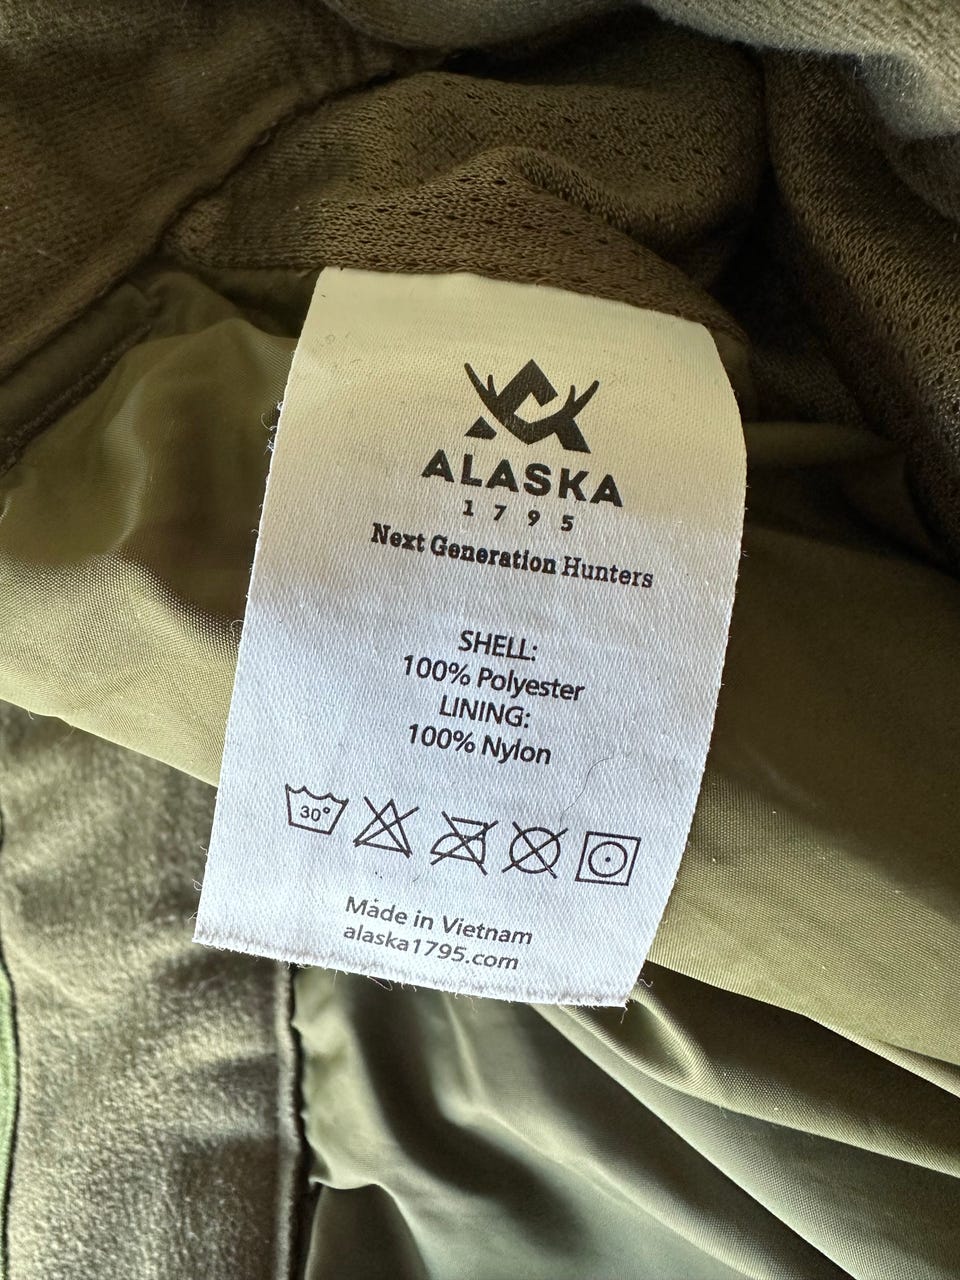 ALASKA
1795
Next Generation Hunters
SHELL:
100% Polyester
LINING:
100% Nylon
30°
Made in Vietnam
alaska1795.com